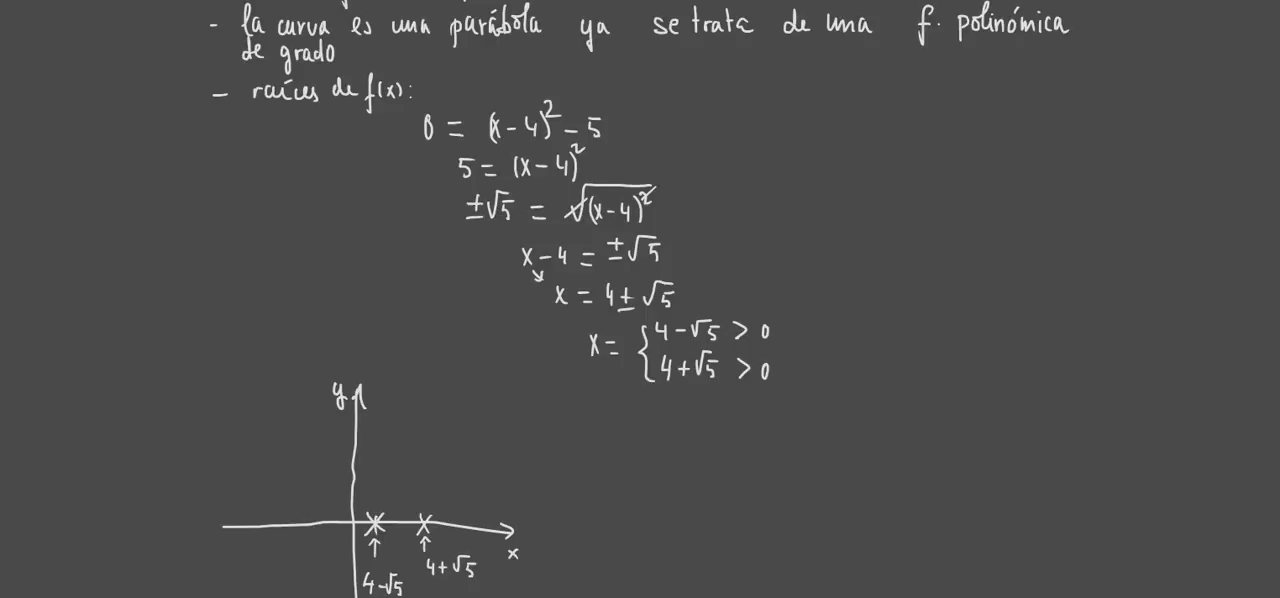 - la curva es una parábola ya se trata de una f. polinómica
de grado
- raíces de f(x):
0 = (x-4)² - 5
5 = (x-4)²
±√5 = √(x-4)²
x-4 = ±√5
x = 4±√5
x = { 4-√5 > 0
4+√5 > 0
y
x
4+√5
4-√5